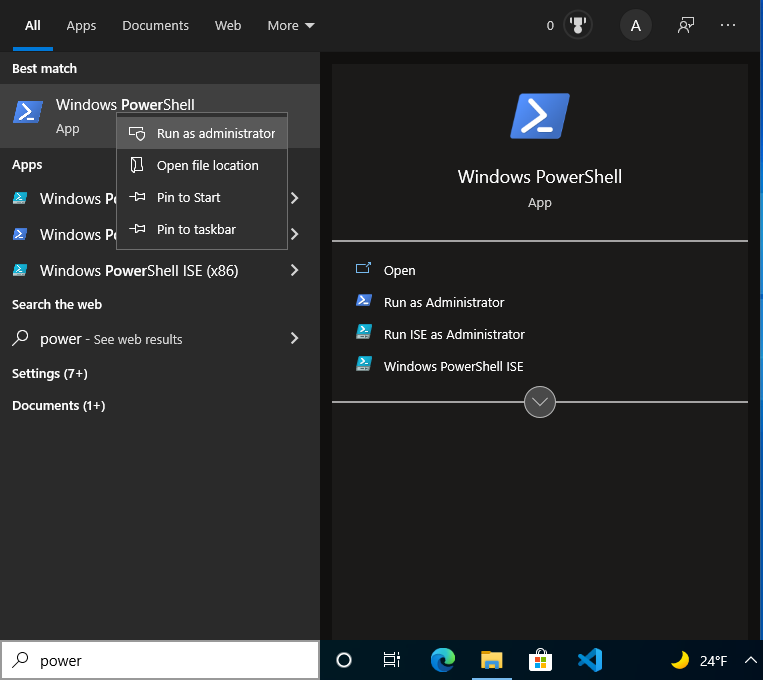 All Apps Documents Web More 0 A ...
Best match
Windows PowerShell
App
Run as administrator
Open file location
Pin to Start
Pin to taskbar
Apps
Windows P
Windows P
Windows PowerShell ISE (x86)
Search the web
power - See web results
Settings (7+)
Documents (1+)
Windows PowerShell
App
Open
Run as Administrator
Run ISE as Administrator
Windows PowerShell ISE
power
24°F